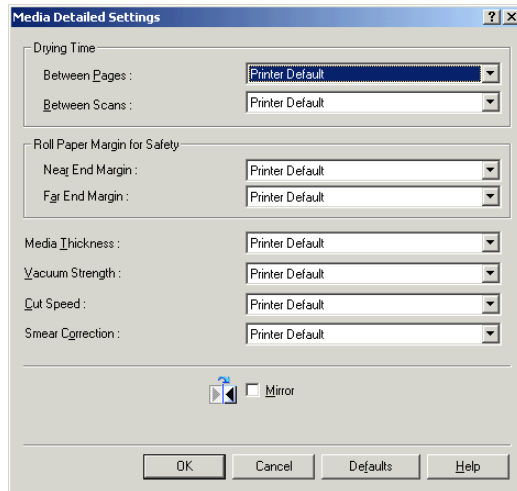 Media Detailed Settings
Drying Time
Between Pages : Printer Default
Between Scans : Printer Default
Roll Paper Margin for Safety
Near End Margin : Printer Default
Far End Margin : Printer Default
Media Thickness : Printer Default
Vacuum Strength : Printer Default
Cut Speed : Printer Default
Smear Correction : Printer Default
Mirror
OK Cancel Defaults Help